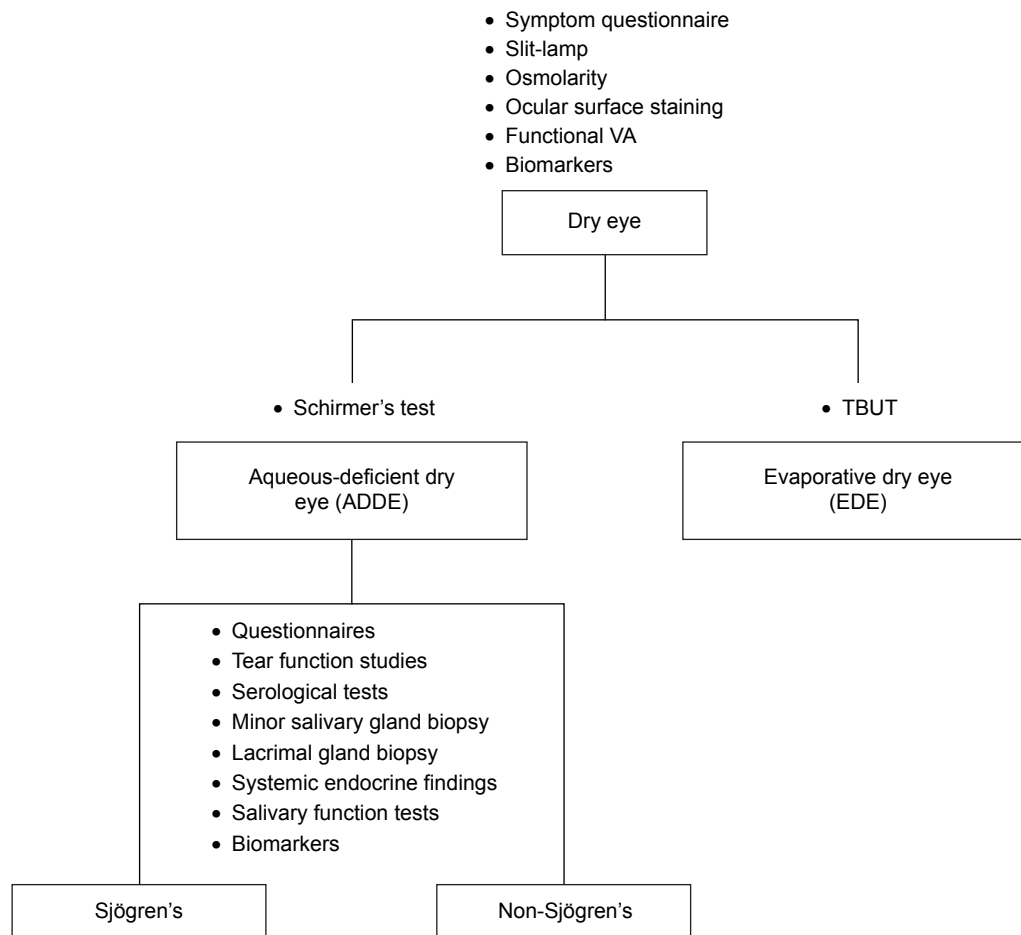 • Symptom questionnaire
• Slit-lamp
• Osmolarity
• Ocular surface staining
• Functional VA
• Biomarkers
Dry eye
• Schirmer’s test
• TBUT
Aqueous-deficient dry
eye (ADDE)
Evaporative dry eye
(EDE)
• Questionnaires
• Tear function studies
• Serological tests
• Minor salivary gland biopsy
• Lacrimal gland biopsy
• Systemic endocrine findings
• Salivary function tests
• Biomarkers
Sjögren’s
Non-Sjögren’s